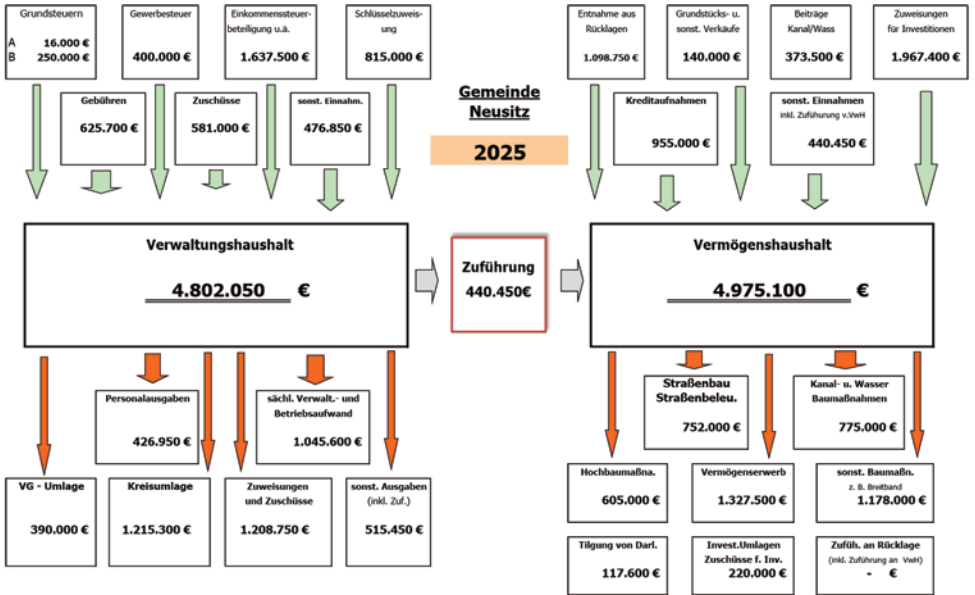 Grundsteuern
A 16.000 €
B 250.000 €
Gewerbesteuer
400.000 €
Einkommenssteuer-
beteiligung u.ä.
1.637.500 €
Schlüsselzuweis-
ung
815.000 €
Gebühren
625.700 €
Zuschüsse
581.000 €
sonst. Einnahm.
476.850 €
Gemeinde
Neusitz
2025
Entnahme aus
Rücklagen
1.098.750 €
Grundstücks- u.
sonst. Verkäufe
140.000 €
Beiträge
Kanal/Wass
373.500 €
Zuweisungen
für Investitionen
1.967.400 €
Kreditaufnahmen
955.000 €
sonst. Einnahmen
inkl. Zufühurung v.VwH
440.450 €
Verwaltungshaushalt
4.802.050 €
Zuführung
440.450€
Vermögenshaushalt
4.975.100 €
Personalausgaben
426.950 €
sächl. Verwalt.- und
Betriebsaufwand
1.045.600 €
VG - Umlage
390.000 €
Kreisumlage
1.215.300 €
Zuweisungen
und Zuschüsse
1.208.750 €
sonst. Ausgaben
(inkl. Zuf.)
515.450 €
Straßenbau
Straßenbeleu.
752.000 €
Kanal- u. Wasser
Baumaßnahmen
775.000 €
Hochbaumaßna.
605.000 €
Vermögenserwerb
1.327.500 €
sonst. Baumaßn.
z. B. Breitband
1.178.000 €
Tilgung von Darl.
117.600 €
Invest.Umlagen
Zuschüsse f. Inv.
220.000 €
Zufüh. an Rücklage
(inkl. Zuführung an VwH)
- €